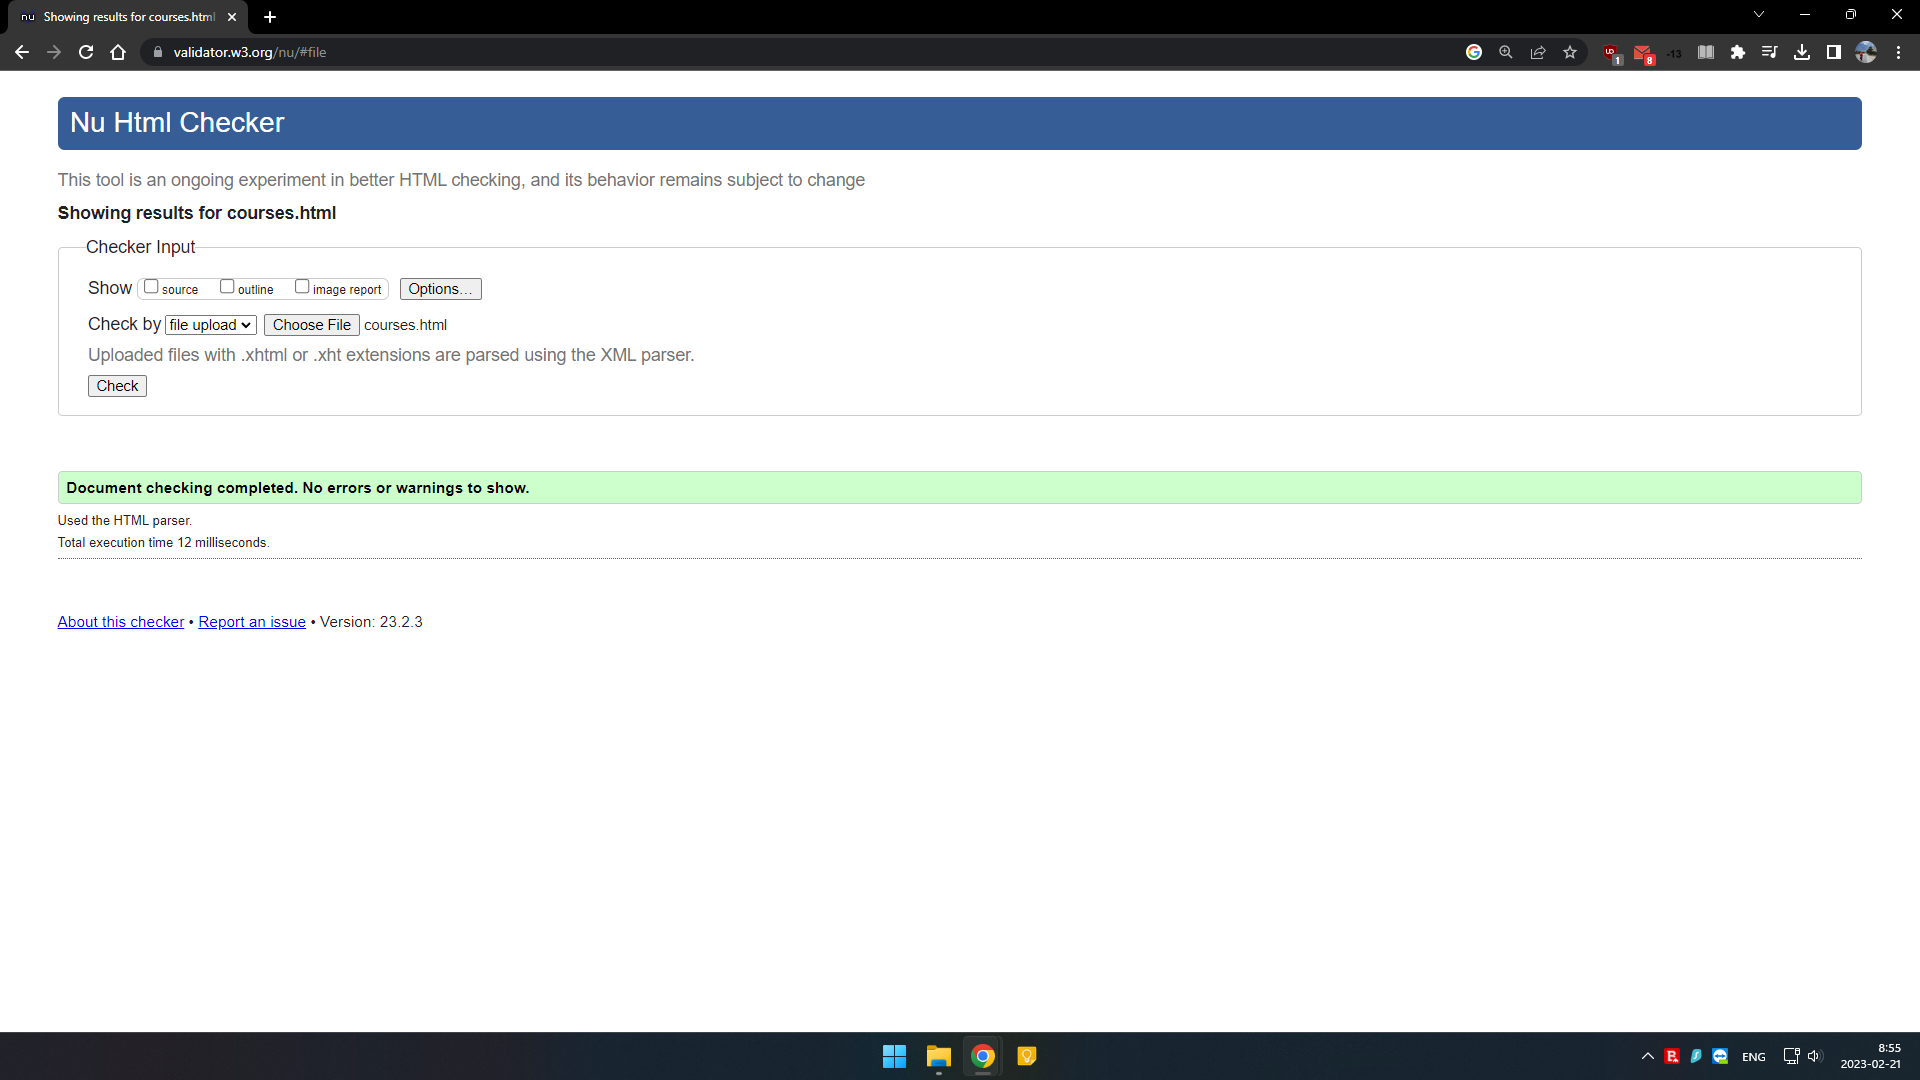 nu Showing results for courses.html
validator.w3.org/nu/#file
1
8
-13
Nu Html Checker
This tool is an ongoing experiment in better HTML checking, and its behavior remains subject to change
Showing results for courses.html
Checker Input
Show source outline image report Options...
Check by file upload Choose File courses.html
Uploaded files with .xhtml or .xht extensions are parsed using the XML parser.
Check
Document checking completed. No errors or warnings to show.
Used the HTML parser.
Total execution time 12 milliseconds.
About this checker • Report an issue • Version: 23.2.3
ENG
8:55
2023-02-21